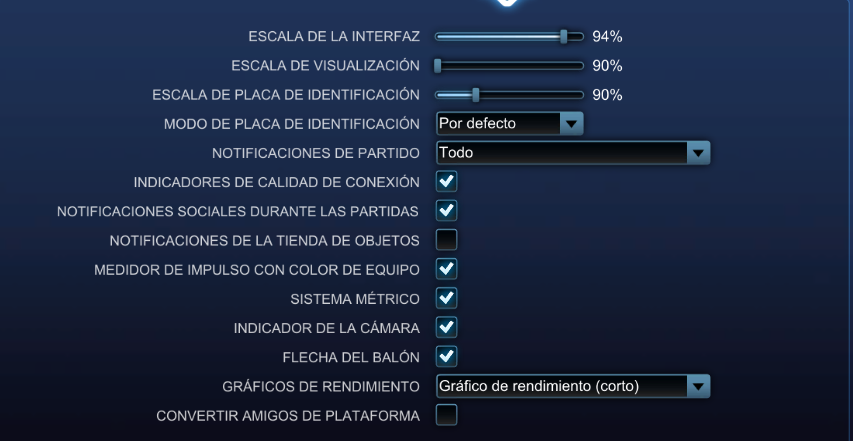 ESCALA DE LA INTERFAZ 94%
ESCALA DE VISUALIZACIÓN 90%
ESCALA DE PLACA DE IDENTIFICACIÓN 90%
MODO DE PLACA DE IDENTIFICACIÓN Por defecto
NOTIFICACIONES DE PARTIDO Todo
INDICADORES DE CALIDAD DE CONEXIÓN
NOTIFICACIONES SOCIALES DURANTE LAS PARTIDAS
NOTIFICACIONES DE LA TIENDA DE OBJETOS
MEDIDOR DE IMPULSO CON COLOR DE EQUIPO
SISTEMA MÉTRICO
INDICADOR DE LA CÁMARA
FLECHA DEL BALÓN
GRÁFICOS DE RENDIMIENTO Gráfico de rendimiento (corto)
CONVERTIR AMIGOS DE PLATAFORMA